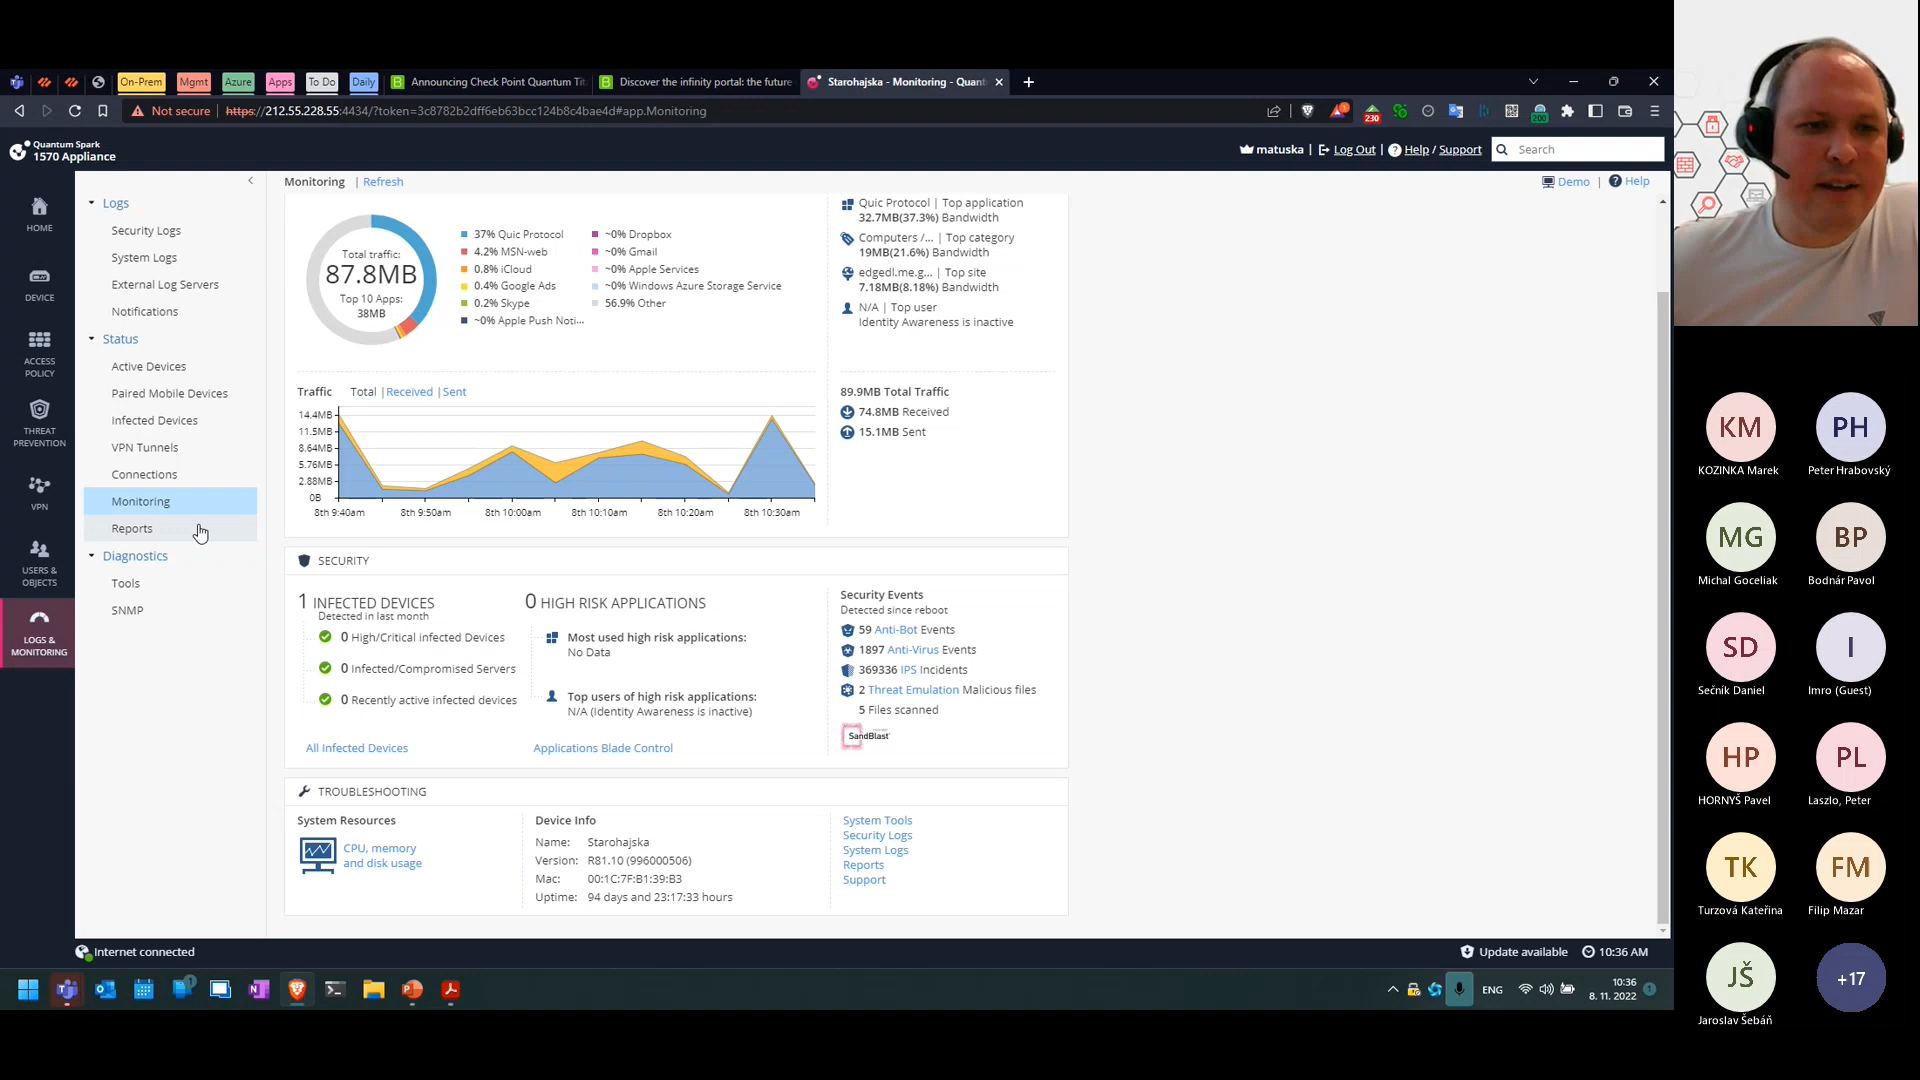 On-Prem
Mgmt
Azure
Apps
To Do
Daily
Announcing Check Point Quantum Tit
Discover the infinity portal: the future
Starohajska - Monitoring - Quant
Not secure
https://212.55.228.55:4434/?token=3c8782b2dff6eb63bcc124b8c4bae4d#app.Monitoring
230
200
Quantum Spark
1570 Appliance
matuska | Log Out | Help / Support
Search
HOME
DEVICE
ACCESS
POLICY
THREAT
PREVENTION
VPN
USERS &
OBJECTS
LOGS &
MONITORING
Logs
Security Logs
System Logs
External Log Servers
Notifications
Status
Active Devices
Paired Mobile Devices
Infected Devices
VPN Tunnels
Connections
Monitoring
Reports
Diagnostics
Tools
SNMP
Monitoring | Refresh
Demo | Help
Total traffic:
87.8MB
Top 10 Apps:
38MB
37% Quic Protocol
4.2% MSN-web
0.8% iCloud
0.4% Google Ads
0.2% Skype
~0% Apple Push Noti...
~0% Dropbox
~0% Gmail
~0% Apple Services
~0% Windows Azure Storage Service
56.9% Other
Quic Protocol | Top application
32.7MB(37.3%) Bandwidth
Computers /... | Top category
19MB(21.6%) Bandwidth
edgedl.me.g... | Top site
7.18MB(8.18%) Bandwidth
N/A | Top user
Identity Awareness is inactive
Traffic Total |Received |Sent
14.4MB
11.5MB
8.64MB
5.76MB
2.88MB
0B
8th 9:40am
8th 9:50am
8th 10:00am
8th 10:10am
8th 10:20am
8th 10:30am
89.9MB Total Traffic
74.8MB Received
15.1MB Sent
SECURITY
1 INFECTED DEVICES
Detected in last month
0 High/Critical infected Devices
0 Infected/Compromised Servers
0 Recently active infected devices
All Infected Devices
0 HIGH RISK APPLICATIONS
Most used high risk applications:
No Data
Top users of high risk applications:
N/A (Identity Awareness is inactive)
Applications Blade Control
Security Events
Detected since reboot
59 Anti-Bot Events
1897 Anti-Virus Events
369336 IPS Incidents
2 Threat Emulation Malicious files
5 Files scanned
SandBlast
TROUBLESHOOTING
System Resources
CPU, memory
and disk usage
Device Info
Name: Starohajska
Version: R81.10 (996000506)
Mac: 00:1C:7F:B1:39:B3
Uptime: 94 days and 23:17:33 hours
System Tools
Security Logs
System Logs
Reports
Support
Internet connected
Update available
10:36 AM
ENG
10:36
8. 11. 2022
1
KM
KOZINKA Marek
PH
Peter Hrabovský
MG
Michal Goceliak
BP
Bodnár Pavol
SD
Sečník Daniel
I
Imro (Guest)
HP
HORNYŠ Pavel
PL
Laszlo, Peter
TK
Turzová Kateřina
FM
Filip Mazar
JŠ
Jaroslav Šebáň
+17